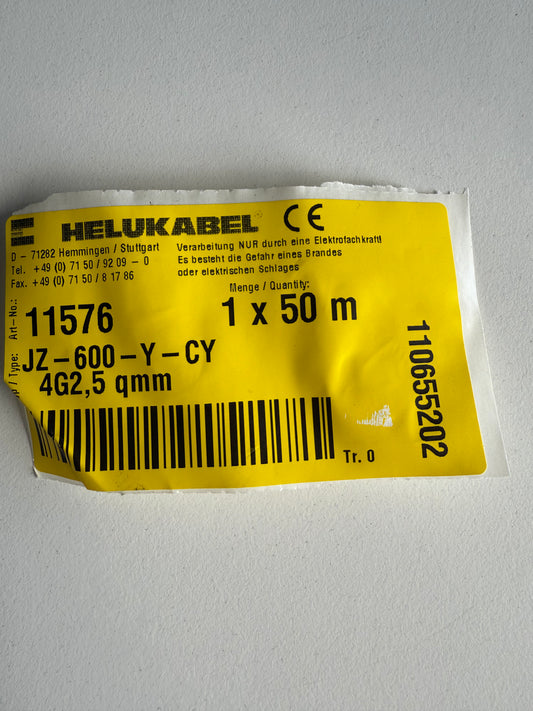 HELUKABEL CE
D – 71282 Hemmingen / Stuttgart
Tel. +49 (0) 71 50 / 92 09 – 0
Fax. +49 (0) 71 50 / 8 17 86
Verarbeitung NUR durch eine Elektrofachkraft!
Es besteht die Gefahr eines Brandes
oder elektrischen Schlages
Menge / Quantity:
1 x 50 m
Art–No.:
11576
/ Type:
JZ – 600 – Y – CY
4G2,5 qmm
Tr. 0
110655202